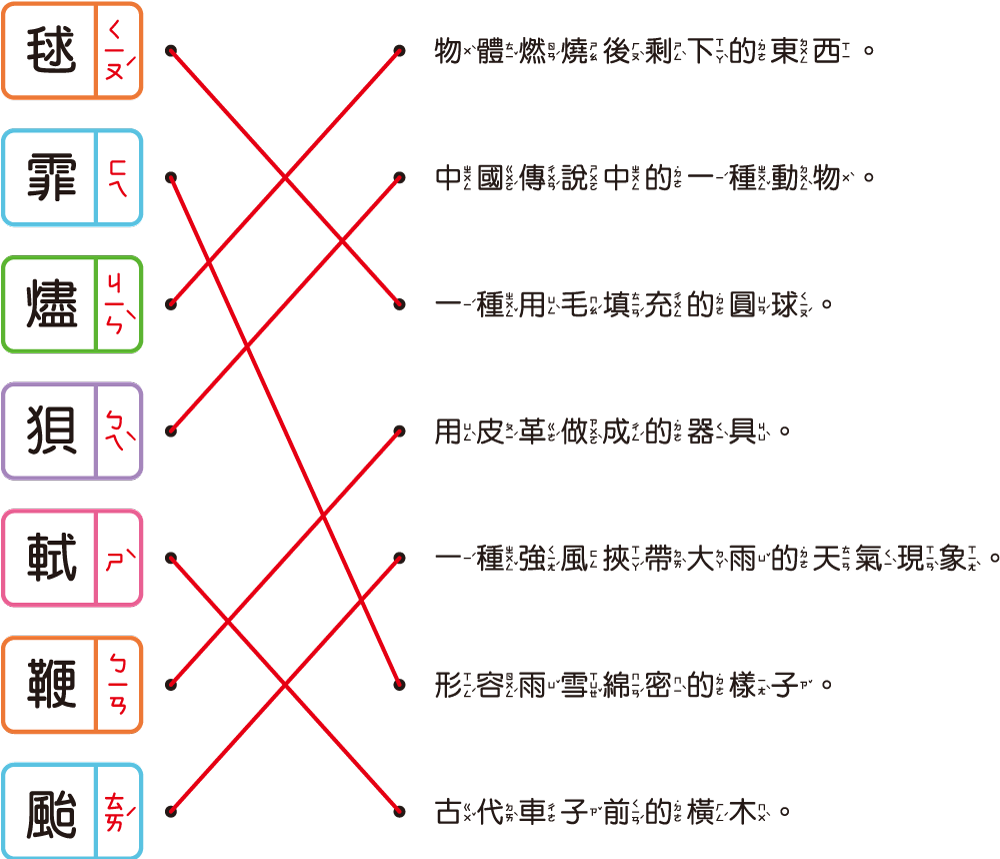 毬 ㄑㄧㄡˊ 物體燃燒後剩下的東西。
霏 ㄈㄟ 中國傳說中的一種動物。
燼 ㄐㄧㄣˋ 一種用毛填充的圓球。
狽 ㄅㄟˋ 用皮革做成的器具。
軾 ㄕˋ 一種強風挾帶大雨的天氣現象。
鞭 ㄅㄧㄢ 形容雨雪綿密的樣子。
颱 ㄊㄞˊ 古代車子前的橫木。